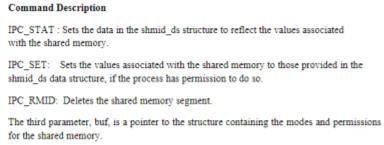 Command Description
IPC_STAT : Sets the data in the shmid_ds structure to reflect the values associated
with the shared memory.
IPC_SET: Sets the values associated with the shared memory to those provided in the
shmid_ds data structure, if the process has permission to do so.
IPC_RMID: Deletes the shared memory segment.
The third parameter, buf, is a pointer to the structure containing the modes and permissions
for the shared memory.